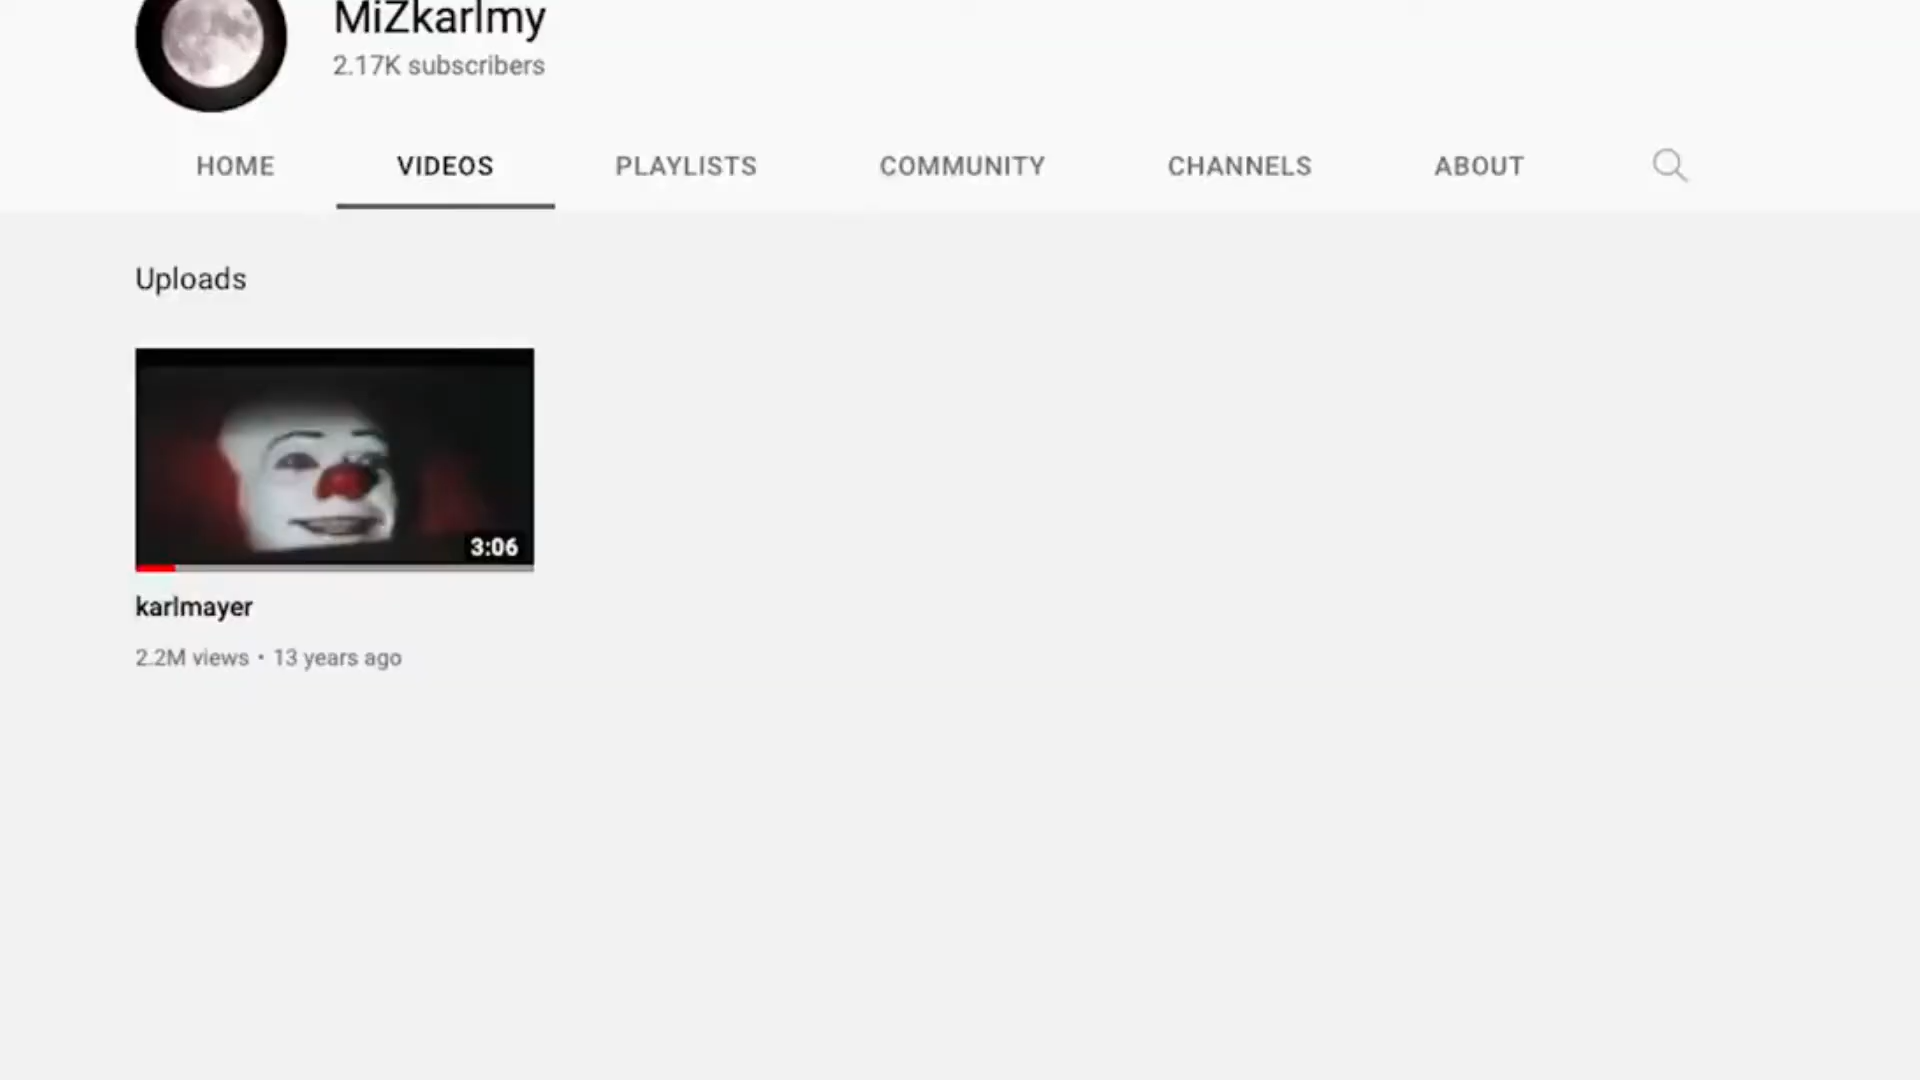 MiZkarlmy
2.17K subscribers
HOME VIDEOS PLAYLISTS COMMUNITY CHANNELS ABOUT
Uploads
3:06
karlmayer
2.2M views • 13 years ago